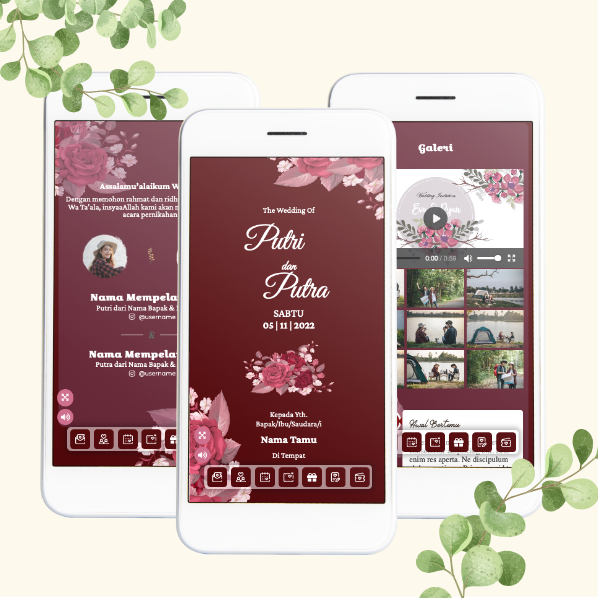 Assalamu'alaikum W
Dengan memohon rahmat dan ridh
Wa Ta'ala, insyaaAllah kami akan
acara pernikahan
Nama Mempela
Putri dari Nama Bapak &
@username
&
Nama Mempela
Putra dari Nama Bapak &
@username
The Wedding Of
Putri
dan
Putra
SABTU
05 | 11 | 2022
Kepada Yth.
Bapak/Ibu/Saudara/i
Nama Tamu
Di Tempat
Galeri
Wedding Invitation
0:00 / 0:59
Awal Bertemu
enim res aperta. Ne discipulum